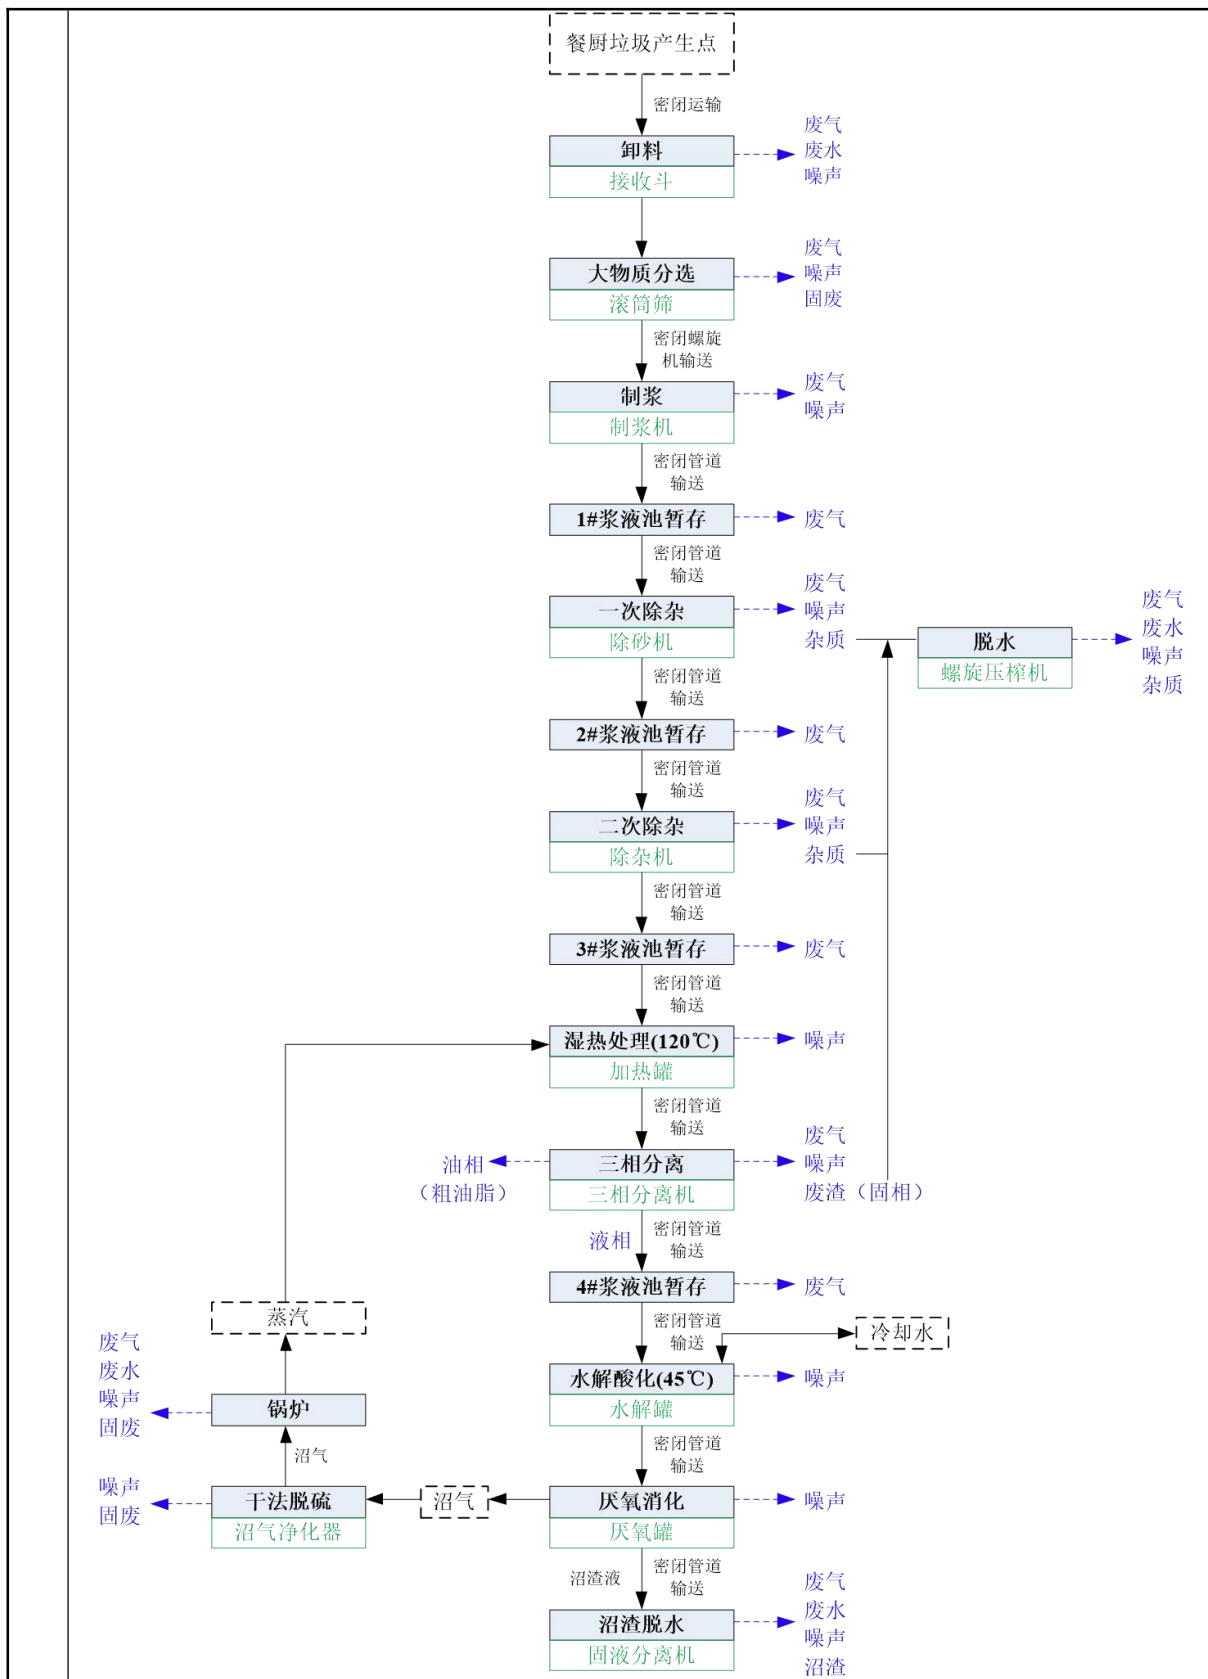 餐厨垃圾产生点
密闭运输
卸料
接收斗
废气
废水
噪声
大物质分选
滚筒筛
废气
噪声
固废
密闭螺旋
机输送
制浆
制浆机
废气
噪声
密闭管道
输送
1#浆液池暂存
废气
密闭管道
输送
一次除杂
除砂机
废气
噪声
杂质
脱水
螺旋压榨机
废气
废水
噪声
杂质
密闭管道
输送
2#浆液池暂存
废气
密闭管道
输送
二次除杂
除杂机
废气
噪声
杂质
密闭管道
输送
3#浆液池暂存
废气
密闭管道
输送
湿热处理(120℃)
加热罐
噪声
密闭管道
输送
油相
（粗油脂）
三相分离
三相分离机
废气
噪声
废渣（固相）
液相
密闭管道
输送
4#浆液池暂存
废气
蒸汽
密闭管道
输送
冷却水
水解酸化(45℃)
水解罐
噪声
废气
废水
噪声
固废
锅炉
沼气
密闭管道
输送
噪声
固废
干法脱硫
沼气净化器
沼气
厌氧消化
厌氧罐
噪声
沼渣液
密闭管道
输送
沼渣脱水
固液分离机
废气
废水
噪声
沼渣